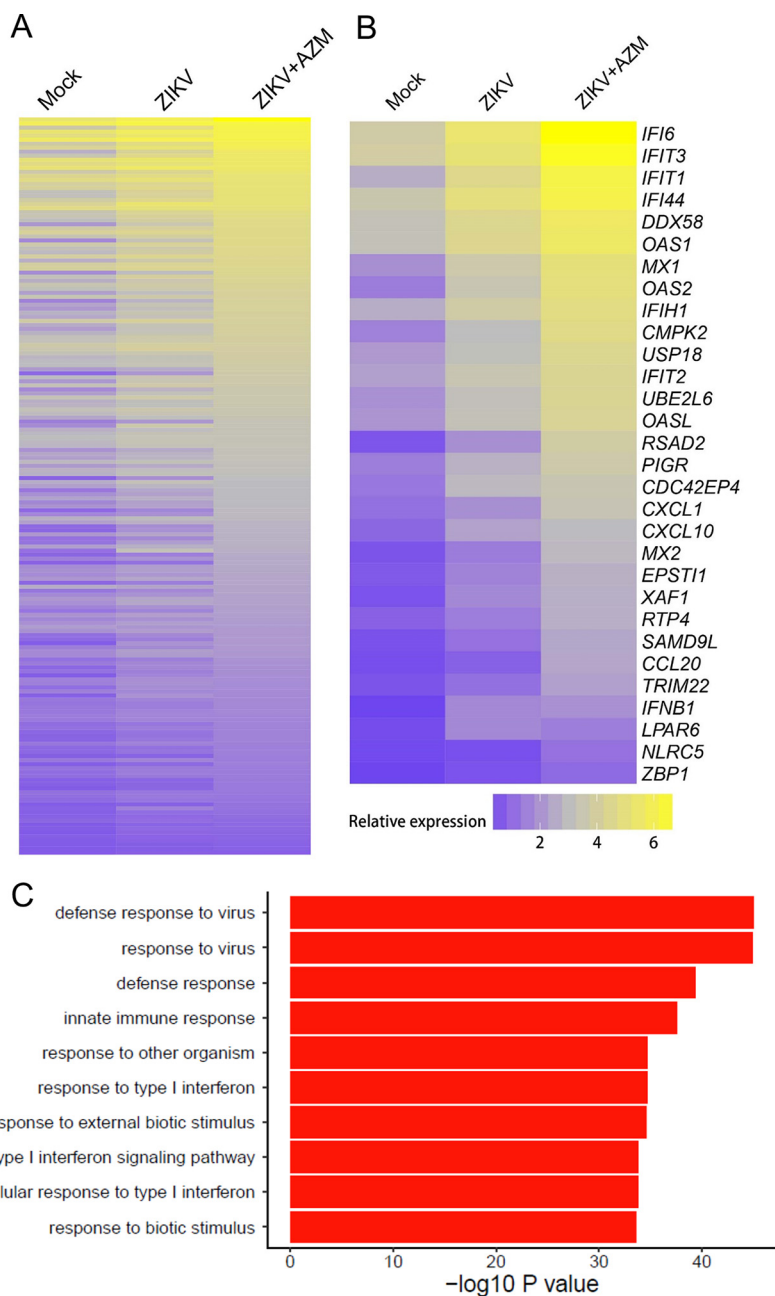 A
B
Mock
ZIKV
ZIKV+AZM
Mock
ZIKV
ZIKV+AZM
IFI6
IFIT3
IFIT1
IFI44
DDX58
OAS1
MX1
OAS2
IFIH1
CMPK2
USP18
IFIT2
UBE2L6
OASL
RSAD2
PIGR
CDC42EP4
CXCL1
CXCL10
MX2
EPSTI1
XAF1
RTP4
SAMD9L
CCL20
TRIM22
IFNB1
LPAR6
NLRC5
ZBP1
Relative expression
2 4 6
C
defense response to virus
response to virus
defense response
innate immune response
response to other organism
response to type I interferon
sponse to external biotic stimulus
ype I interferon signaling pathway
lular response to type I interferon
response to biotic stimulus
0 10 20 30 40
−log10 P value